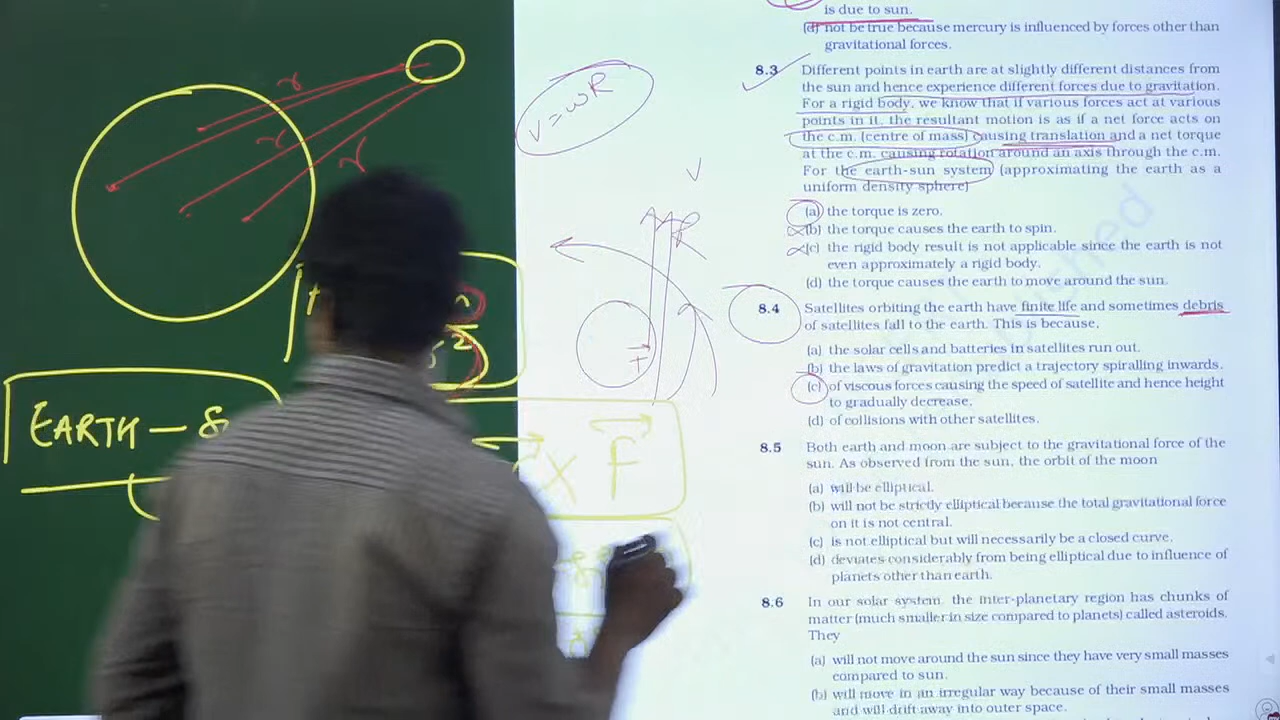 is due to sun.
(d) not be true because mercury is influenced by forces other than
gravitational forces.
8.3 Different points in earth are at slightly different distances from
the sun and hence experience different forces due to gravitation.
For a rigid body, we know that if various forces act at various
points in it, the resultant motion is as if a net force acts on
the c.m. (centre of mass) causing translation and a net torque
at the c.m. causing rotation around an axis through the c.m.
For the earth-sun system (approximating the earth as a
uniform density sphere)
(a) the torque is zero.
(b) the torque causes the earth to spin.
(c) the rigid body result is not applicable since the earth is not
even approximately a rigid body.
(d) the torque causes the earth to move around the sun.
8.4 Satellites orbiting the earth have finite life and sometimes debris
of satellites fall to the earth. This is because,
(a) the solar cells and batteries in satellites run out.
(b) the laws of gravitation predict a trajectory spiralling inwards.
(c) of viscous forces causing the speed of satellite and hence height
to gradually decrease.
(d) of collisions with other satellites.
8.5 Both earth and moon are subject to the gravitational force of the
sun. As observed from the sun, the orbit of the moon
(a) will be elliptical.
(b) will not be strictly elliptical because the total gravitational force
on it is not central.
(c) is not elliptical but will necessarily be a closed curve.
(d) deviates considerably from being elliptical due to influence of
planets other than earth.
8.6 In our solar system, the inter-planetary region has chunks of
matter (much smaller in size compared to planets) called asteroids.
They
(a) will not move around the sun since they have very small masses
compared to sun.
(b) will move in an irregular way because of their small masses
and will drift away into outer space.
r
r
r
V = ωR
V
R
EARTH – S
X F